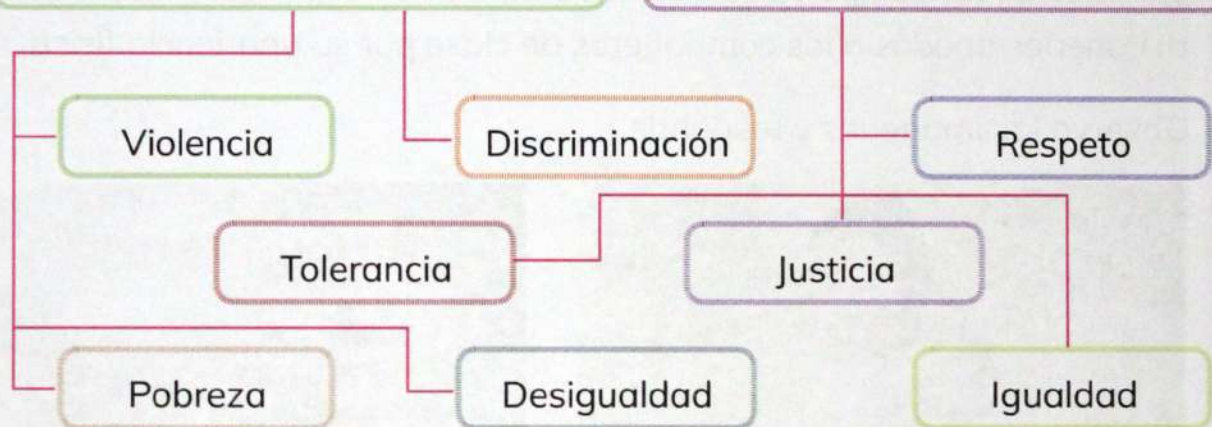 Violencia
Discriminación
Respeto
Tolerancia
Justicia
Pobreza
Desigualdad
Igualdad